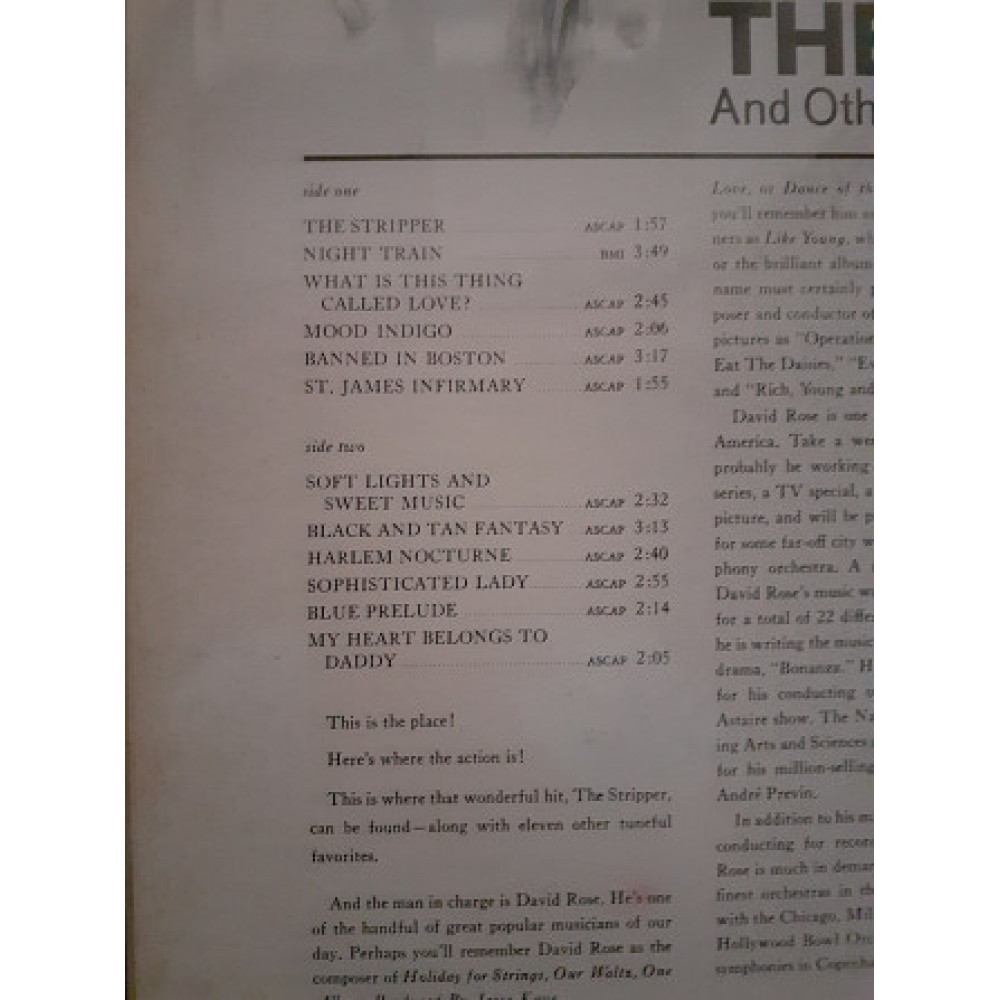 THE
And Oth
side one
THE STRIPPER ASCAP 1:57
NIGHT TRAIN BMI 3:49
WHAT IS THIS THING
CALLED LOVE? ASCAP 2:45
MOOD INDIGO ASCAP 2:06
BANNED IN BOSTON ASCAP 3:17
ST. JAMES INFIRMARY ASCAP 1:55
side two
SOFT LIGHTS AND
SWEET MUSIC ASCAP 2:32
BLACK AND TAN FANTASY ASCAP 3:13
HARLEM NOCTURNE ASCAP 2:40
SOPHISTICATED LADY ASCAP 2:55
BLUE PRELUDE ASCAP 2:14
MY HEART BELONGS TO
DADDY ASCAP 2:05
This is the place!
Here's where the action is!
This is where that wonderful hit, The Stripper,
can be found—along with eleven other tuneful
favorites.
And the man in charge is David Rose. He's one
of the handful of great popular musicians of our
day. Perhaps you'll remember David Rose as the
composer of Holiday for Strings, Our Waltz, One
Love, or Dance of th
you'll remember him
ners as Like Young, wh
or the brilliant album
name must certainly
poser and conductor of
pictures as "Operation
Eat The Daisies," "Ev
and "Rich, Young and
David Rose is one
America. Take a we
probably be working
series, a TV special, a
picture, and will be p
for some far-off city w
phony orchestra. A
David Rose's music w
for a total of 22 diffe
he is writing the music
drama, "Bonanza." H
for his conducting
Astaire show. The Na
ing Arts and Sciences
for his million-selling
André Previn.
In addition to his m
conducting for recor
Rose is much in deman
finest orchestras in th
with the Chicago, Mil
Hollywood Bowl Orc
symphonies in Copenha